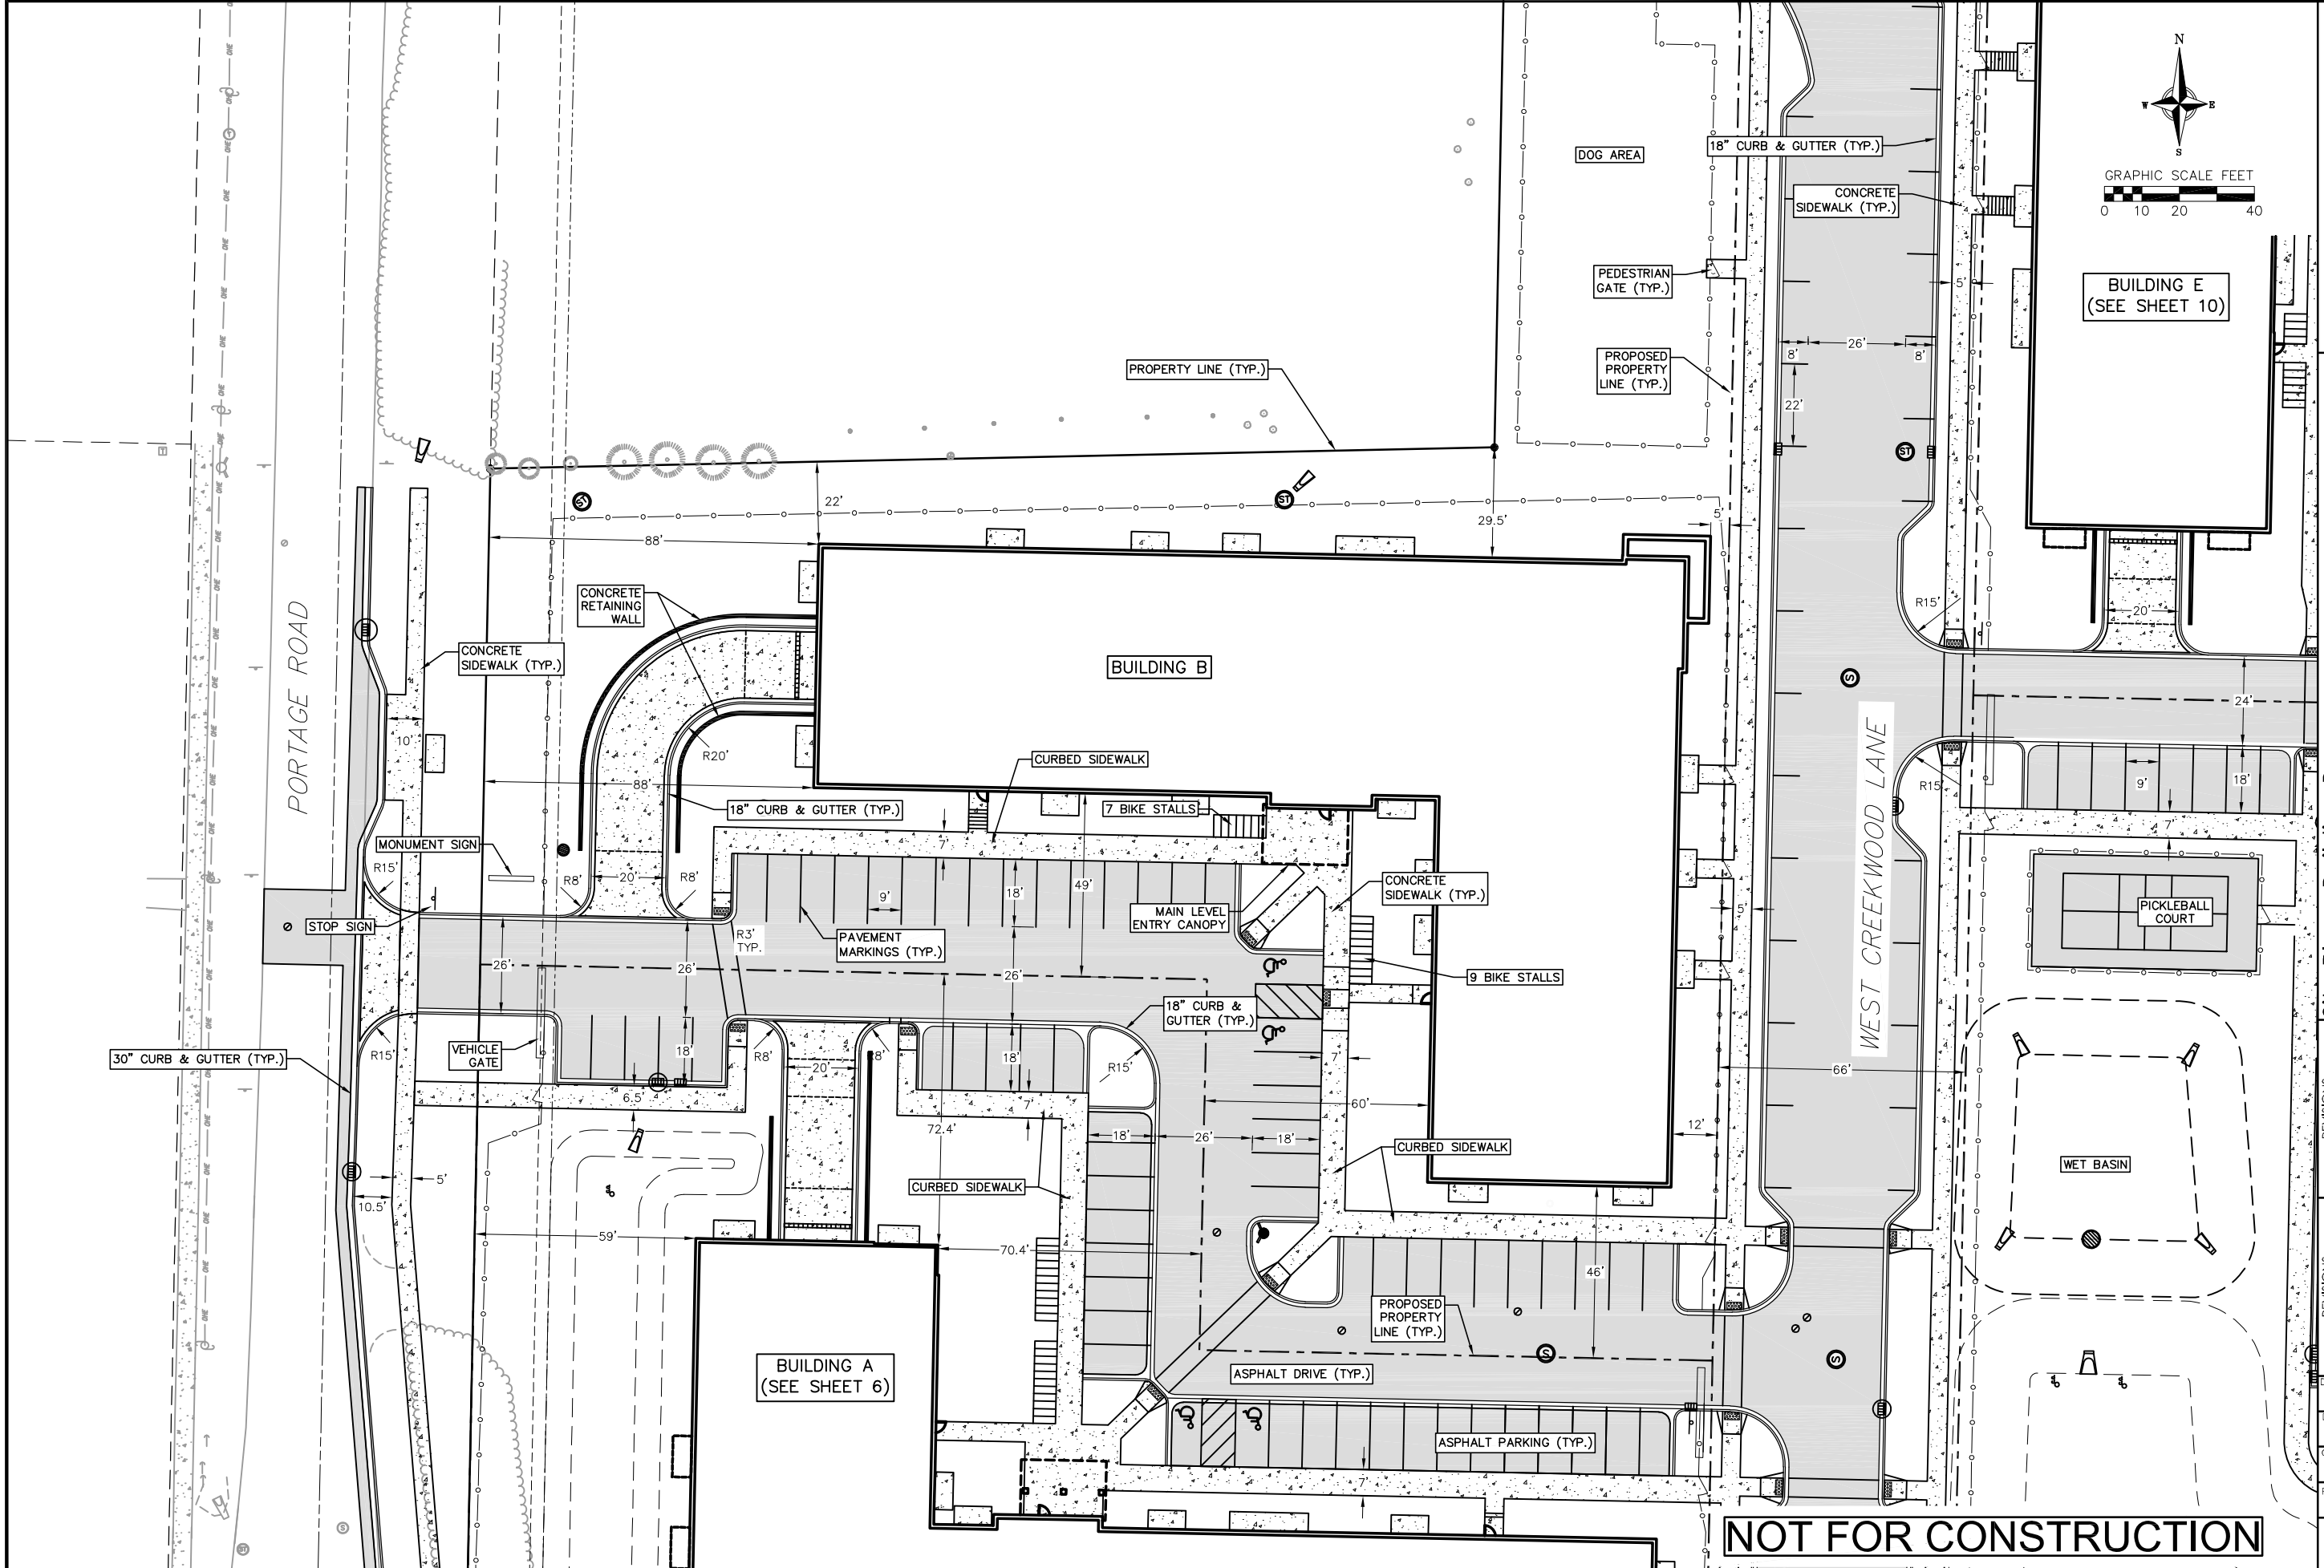 N
W E
S
GRAPHIC SCALE FEET
0 10 20 40
DOG AREA
18" CURB & GUTTER (TYP.)
CONCRETE
SIDEWALK (TYP.)
PEDESTRIAN
GATE (TYP.)
BUILDING E
(SEE SHEET 10)
5'
PROPERTY LINE (TYP.)
PROPOSED
PROPERTY
LINE (TYP.)
8' 26' 8'
22'
ST
ST
ST
22'
29.5'
5'
88'
CONCRETE
RETAINING
WALL
PORTAGE ROAD
CONCRETE
SIDEWALK (TYP.)
BUILDING B
R15'
20'
S
24'
WEST CREEKWOOD LANE
10'
R20'
CURBED SIDEWALK
88'
18" CURB & GUTTER (TYP.)
7 BIKE STALLS
R15'
9'
18'
7'
MONUMENT SIGN
7'
R15'
R8'
20'
R8'
9'
18'
49'
CONCRETE
SIDEWALK (TYP.)
MAIN LEVEL
ENTRY CANOPY
5'
PICKLEBALL
COURT
STOP SIGN
R3'
TYP.
PAVEMENT
MARKINGS (TYP.)
26'
26'
26'
9 BIKE STALLS
18" CURB &
GUTTER (TYP.)
30" CURB & GUTTER (TYP.)
R15'
VEHICLE
GATE
18'
R8'
R8'
20'
18'
R15'
7'
66'
6.5'
7'
60'
72.4'
18' 26' 18'
12'
CURBED SIDEWALK
WET BASIN
5'
10.5'
CURBED SIDEWALK
59'
70.4'
46'
PROPOSED
PROPERTY
LINE (TYP.)
S
S
BUILDING A
(SEE SHEET 6)
ASPHALT DRIVE (TYP.)
ASPHALT PARKING (TYP.)
7'
NOT FOR CONSTRUCTION